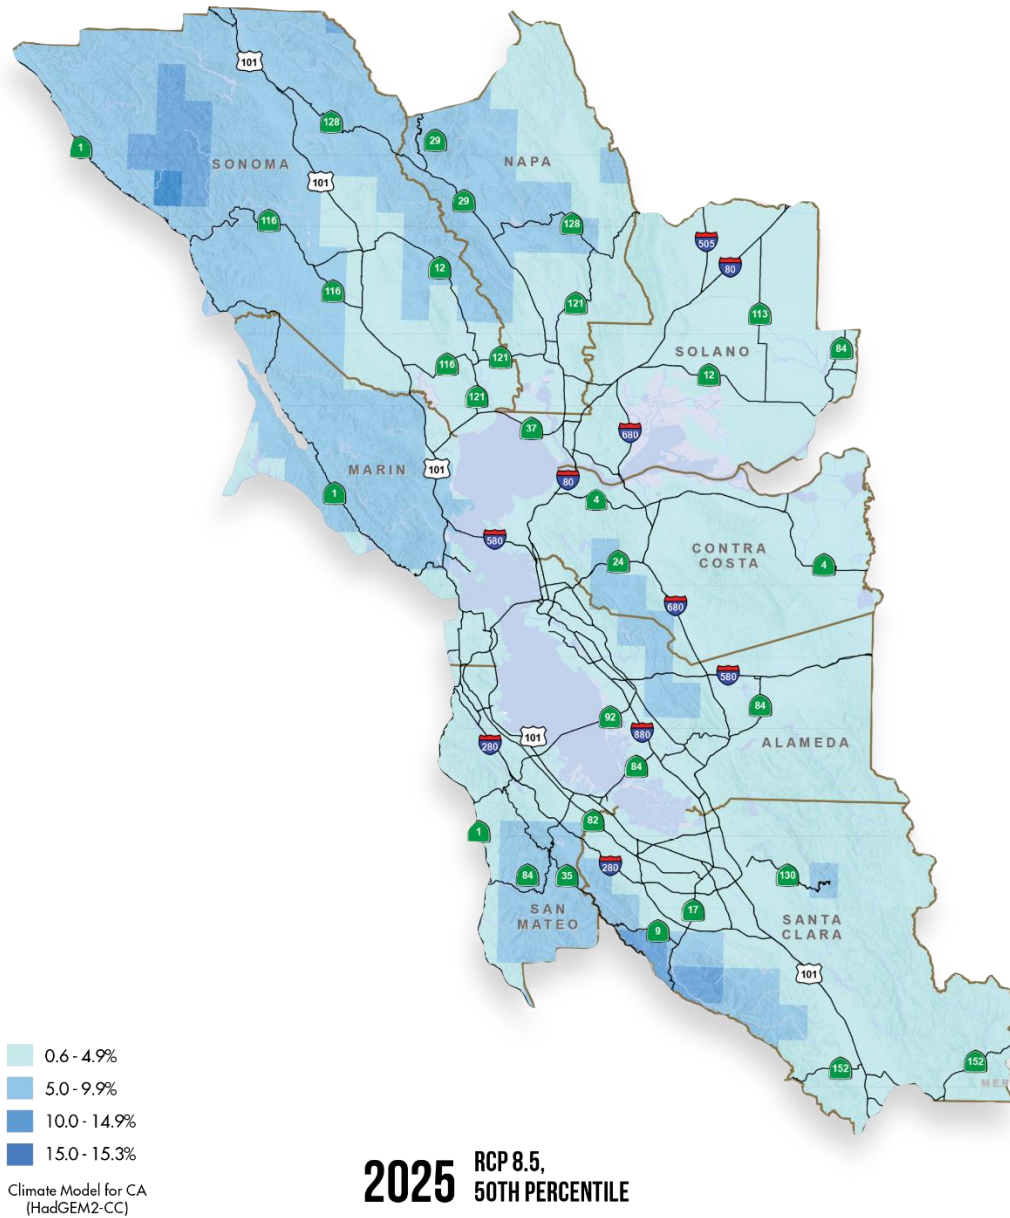 101
128
1
29
SONOMA
NAPA
101
29
116
128
505
12
80
116
121
113
SOLANO
84
121
116
12
121
37
680
MARIN
101
80
1
4
580
CONTRA
COSTA
24
4
680
580
84
92
101
880
280
ALAMEDA
84
82
1
280
84
35
130
17
SAN
MATEO
9
SANTA
CLARA
101
152
152
MER
0.6 - 4.9%
5.0 - 9.9%
10.0 - 14.9%
15.0 - 15.3%
Climate Model for CA
(HadGEM2-CC)
2025
RCP 8.5,
50TH PERCENTILE